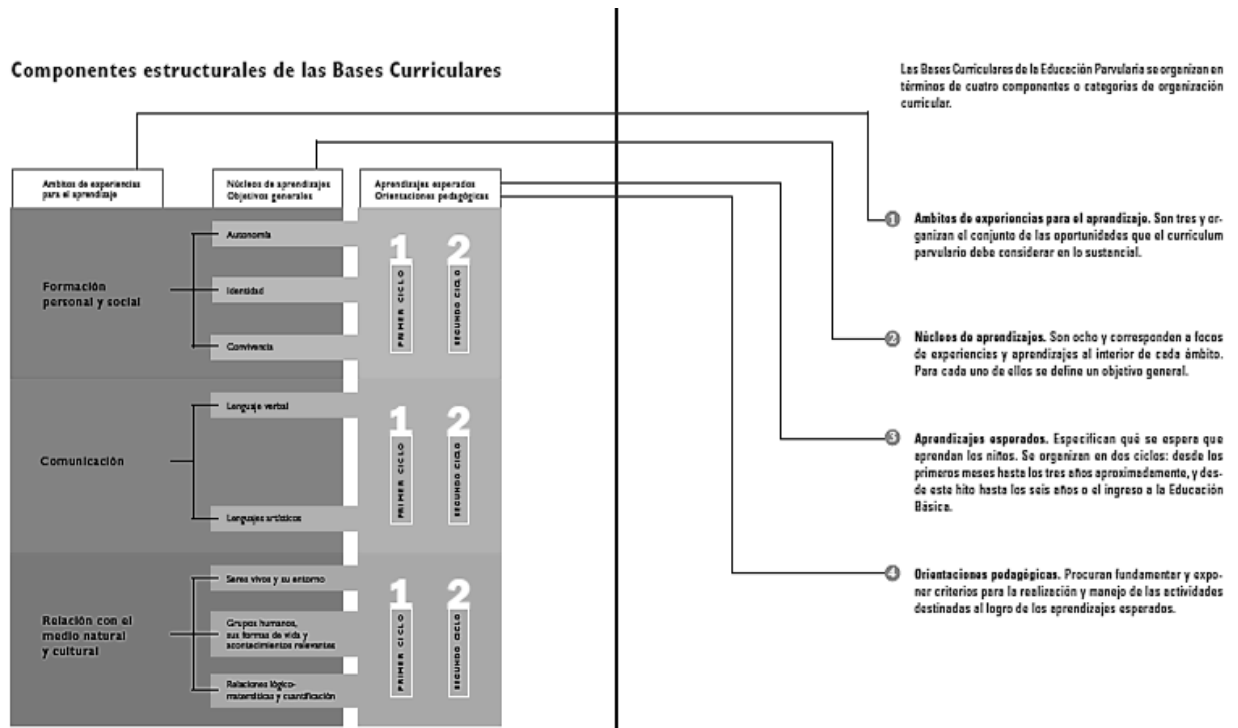 Componentes estructurales de las Bases Curriculares
Ambitos de experiencias
para el aprendizaje
Núcleos de aprendizajes
Objetivos generales
Aprendizajes esperados
Orientaciones pedagógicas
Formación
personal y social
Autonomía
Identidad
Convivencia
1
PRIMER CICLO
2
SEGUNDO CICLO
Comunicación
Lenguaje verbal
Lenguajes artísticos
1
PRIMER CICLO
2
SEGUNDO CICLO
Relación con el
medio natural
y cultural
Seres vivos y su entorno
Grupos humanos,
sus formas de vida y
acontecimientos relevantes
Relaciones lógico-
matemáticas y cuantificación
1
PRIMER CICLO
2
SEGUNDO CICLO
Las Bases Curriculares de la Educación Parvularia se organizan en
términos de cuatro componentes o categorias de organización
curricular.
1 Ambitos de experiencias para el aprendizaje. Son tres y or-
ganizan el conjunto de las oportunidades que el curriculum
parvulario debe considerar en lo sustancial.
2 Núcleos de aprendizajes. Son ocho y corresponden a focos
de experiencias y aprendizajes al interior de cada ámbito.
Para cada uno de ellos se define un objetivo general.
3 Aprendizajes esperados. Especifican qué se espera que
aprendan los niños. Se organizan en dos ciclos: desde los
primeros meses hasta los tres años aproximadamente, y des-
de este hito hasta los seis años o el ingreso a la Educación
Básica.
4 Orientaciones pedagógicas. Procuran fundamentar y expo-
ner criterios para la realización y manejo de las actividades
destinadas al logro de los aprendizajes esperados.